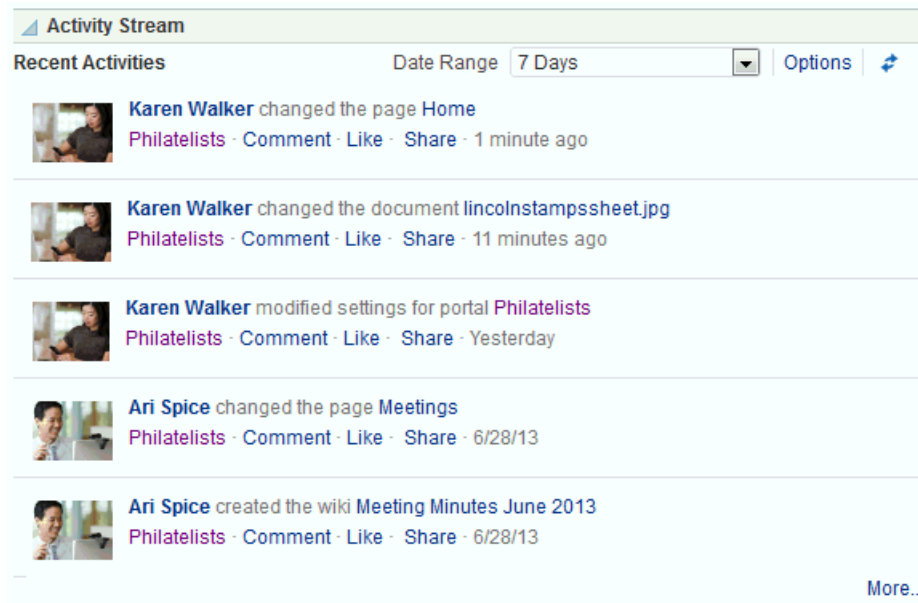 Activity Stream
Recent Activities Date Range 7 Days Options
Karen Walker changed the page Home
Philatelists · Comment · Like · Share · 1 minute ago
Karen Walker changed the document lincolnstampssheet.jpg
Philatelists · Comment · Like · Share · 11 minutes ago
Karen Walker modified settings for portal Philatelists
Philatelists · Comment · Like · Share · Yesterday
Ari Spice changed the page Meetings
Philatelists · Comment · Like · Share · 6/28/13
Ari Spice created the wiki Meeting Minutes June 2013
Philatelists · Comment · Like · Share · 6/28/13
More..